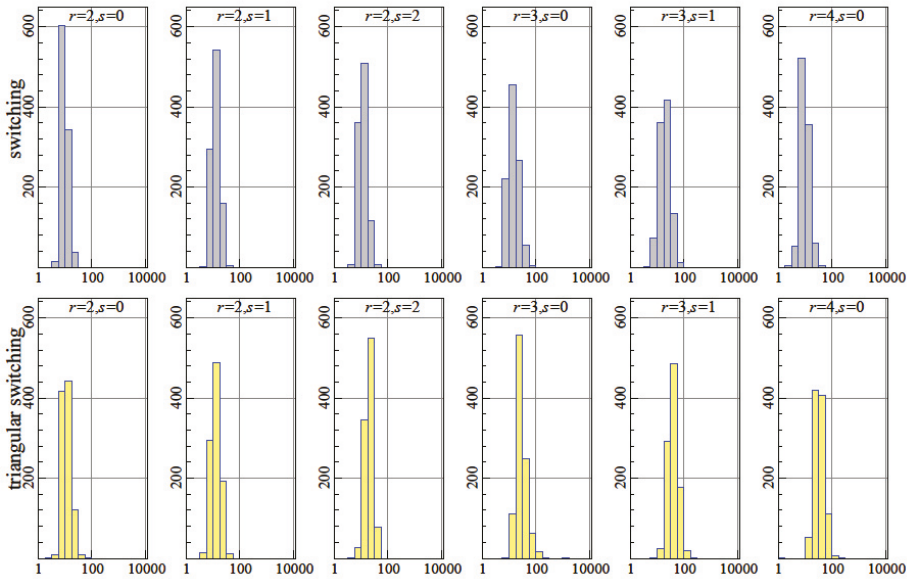 r=2,s=0 r=2,s=1 r=2,s=2 r=3,s=0 r=3,s=1 r=4,s=0
600 600 600 600 600 600
switching
400 400 400 400 400 400
200 200 200 200 200 200
1 100 10000 1 100 10000 1 100 10000 1 100 10000 1 100 10000 1 100 10000
r=2,s=0 r=2,s=1 r=2,s=2 r=3,s=0 r=3,s=1 r=4,s=0
600 600 600 600 600 600
triangular switching
400 400 400 400 400 400
200 200 200 200 200 200
1 100 10000 1 100 10000 1 100 10000 1 100 10000 1 100 10000 1 100 10000